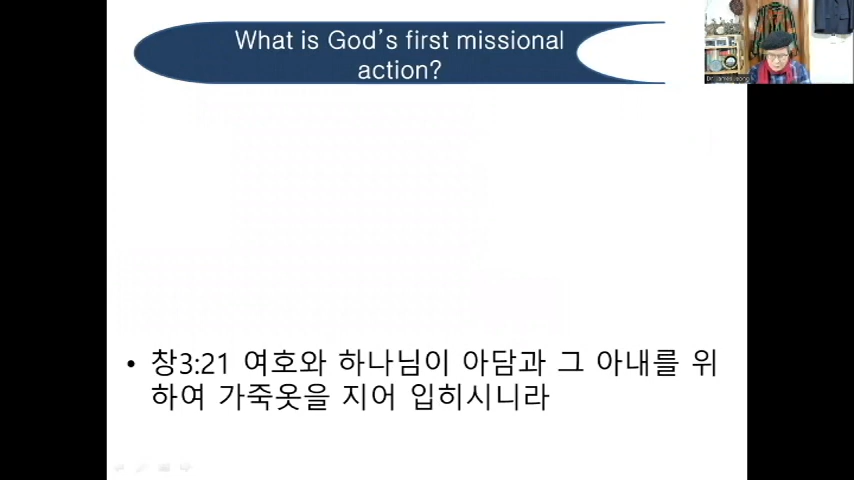 What is God's first missional
action?
• 창3:21 여호와 하나님이 아담과 그 아내를 위
하여 가죽옷을 지어 입히시니라